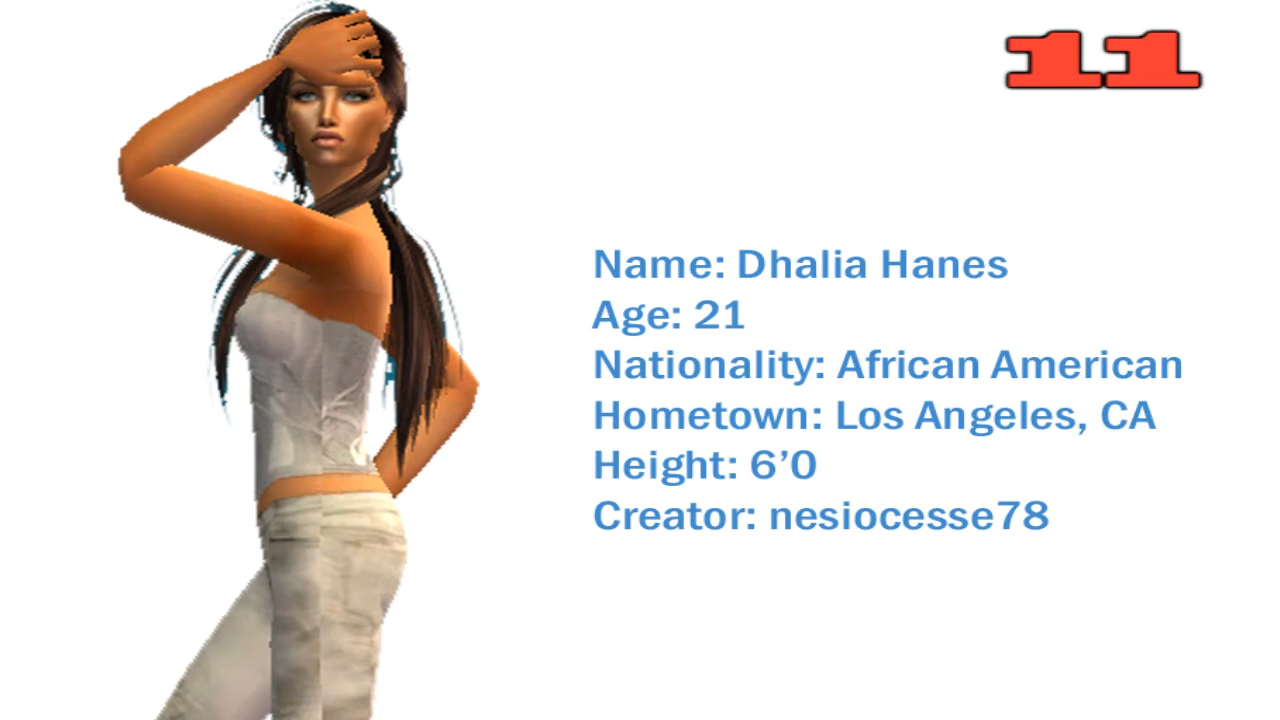 11
Name: Dhalia Hanes
Age: 21
Nationality: African American
Hometown: Los Angeles, CA
Height: 6’0
Creator: nesiocesse78